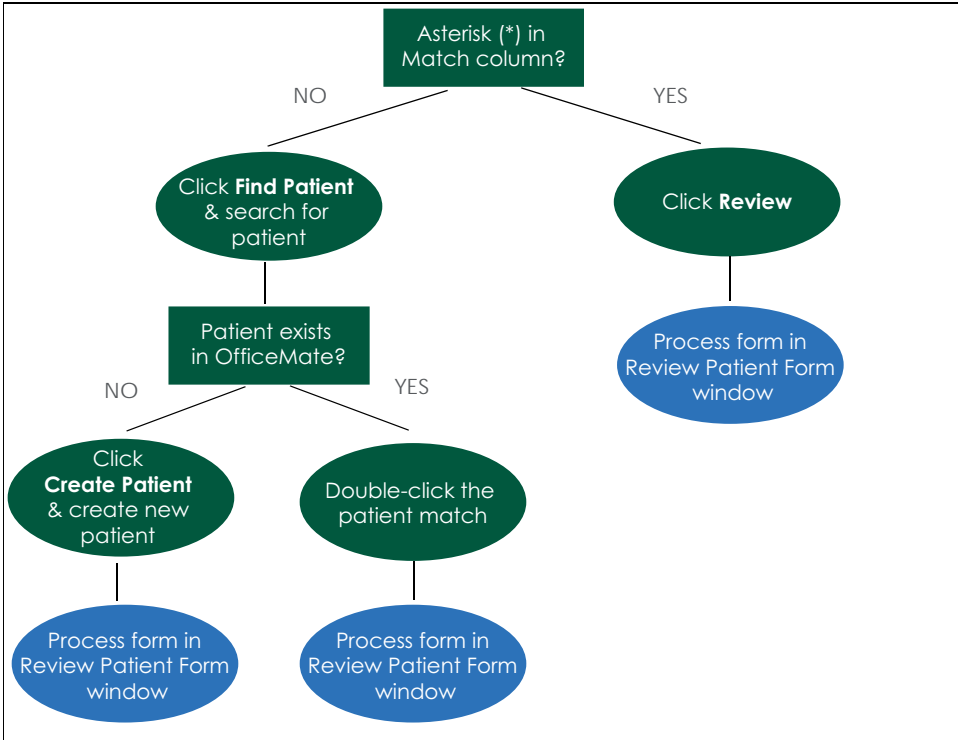 Asterisk (*) in
Match column?
NO
YES
Click Find Patient
& search for
patient
Click Review
Patient exists
in OfficeMate?
Process form in
Review Patient Form
window
NO
YES
Click
Create Patient
& create new
patient
Double-click the
patient match
Process form in
Review Patient Form
window
Process form in
Review Patient Form
window